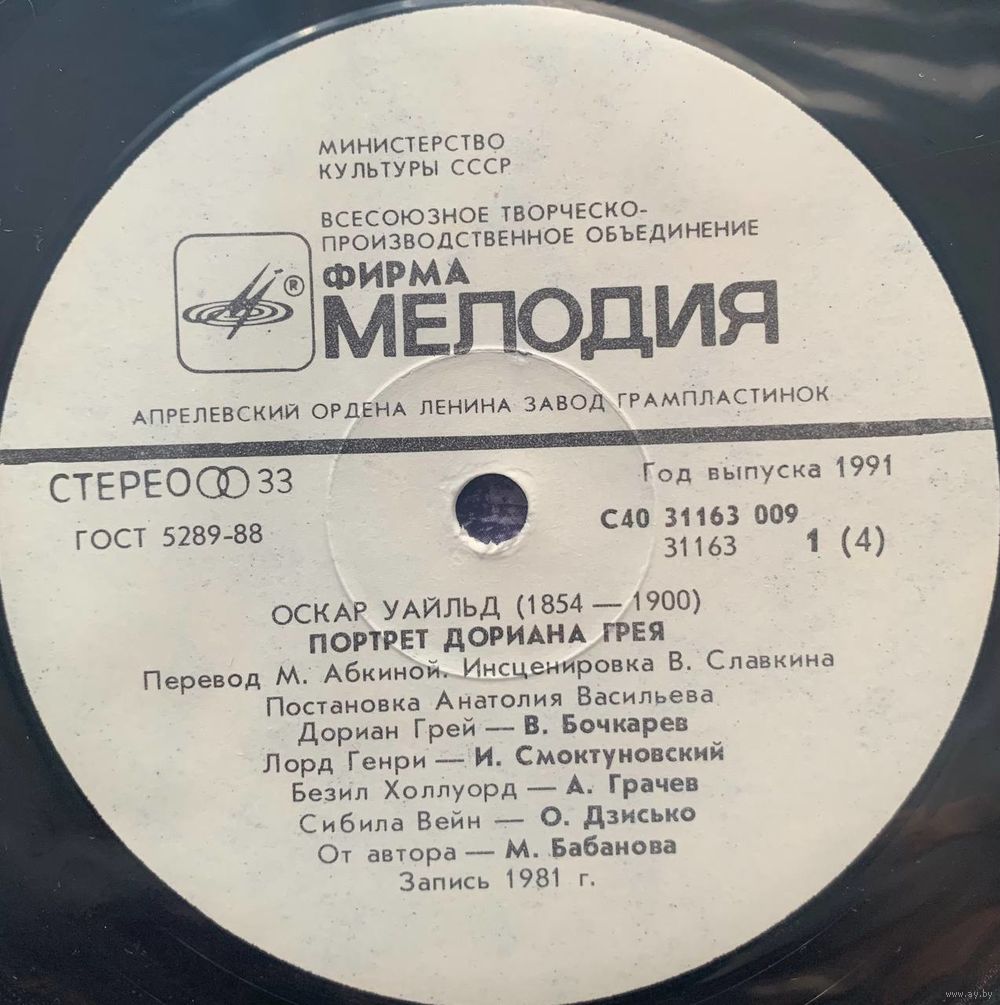 МИНИСТЕРСТВО
КУЛЬТУРЫ СССР
ВСЕСОЮЗНОЕ ТВОРЧЕСКО-
ПРОИЗВОДСТВЕННОЕ ОБЪЕДИНЕНИЕ
ФИРМА
®
МЕЛОДИЯ
АПРЕЛЕВСКИЙ ОРДЕНА ЛЕНИНА ЗАВОД ГРАМПЛАСТИНОК
СТЕРЕО 33
Год выпуска 1991
ГОСТ 5289-88
С40 31163 009
31163 1 (4)
ОСКАР УАЙЛЬД (1854 — 1900)
ПОРТРЕТ ДОРИАНА ГРЕЯ
Перевод М. Абкиной. Инсценировка В. Славкина
Постановка Анатолия Васильева
Дориан Грей — В. Бочкарев
Лорд Генри — И. Смоктуновский
Безил Холлуорд — А. Грачев
Сибила Вейн — О. Дзисько
От автора — М. Бабанова
Запись 1981 г.
www.ay.by